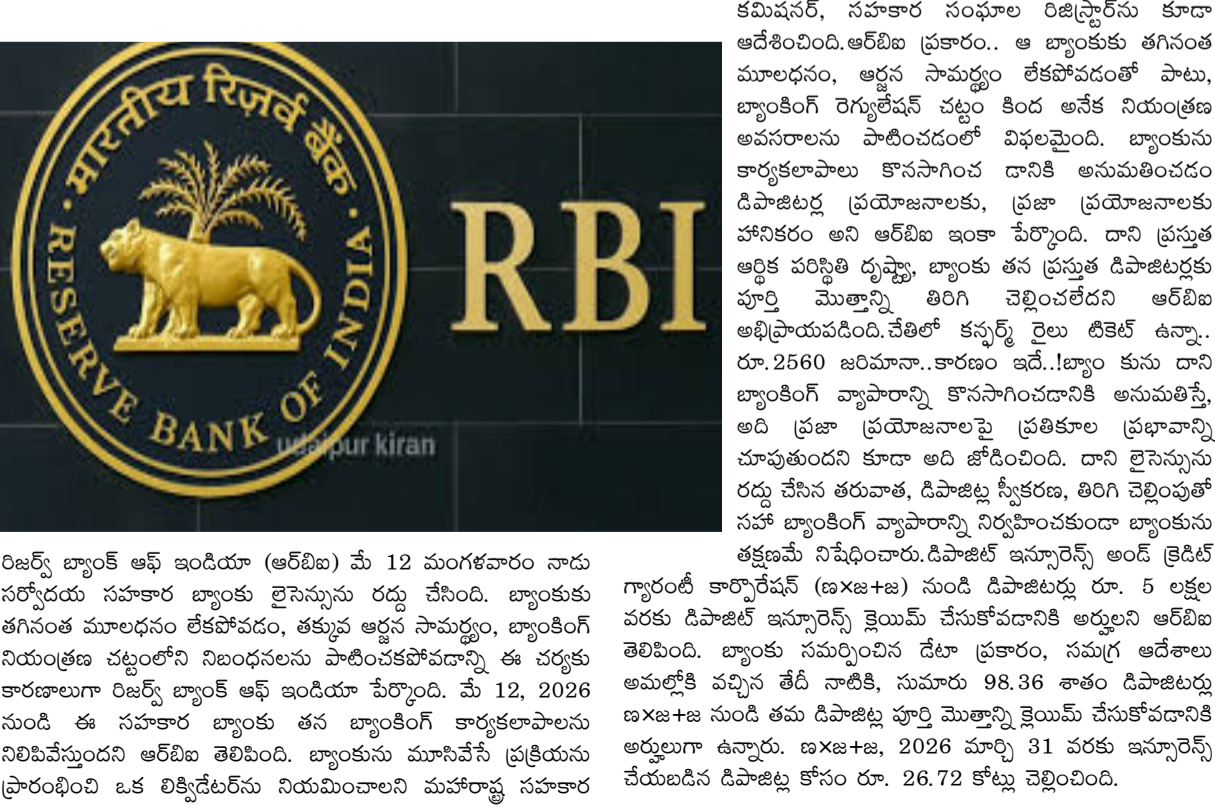 भारतीय रिज़र्व बैंक
RESERVE BANK OF INDIA
RBI
udaipur kiran
రిజర్వ్ బ్యాంక్ ఆఫ్ ఇండియా (ఆర్‌బిఐ) మే 12 మంగళవారం నాడు
సర్వోదయ సహకార బ్యాంకు లైసెన్సును రద్దు చేసింది. బ్యాంకుకు
తగినంత మూలధనం లేకపోవడం, తక్కువ ఆర్జన సామర్థ్యం, బ్యాంకింగ్
నియంత్రణ చట్టంలోని నిబంధనలను పాటించకపోవడాన్ని ఈ చర్యకు
కారణాలుగా రిజర్వ్ బ్యాంక్ ఆఫ్ ఇండియా పేర్కొంది. మే 12, 2026
నుండి ఈ సహకార బ్యాంకు తన బ్యాంకింగ్ కార్యకలాపాలను
నిలిపివేస్తుందని ఆర్‌బిఐ తెలిపింది. బ్యాంకును మూసివేసే ప్రక్రియను
ప్రారంభించి ఒక లిక్విడేటర్‌ను నియమించాలని మహారాష్ట్ర సహకార
కమిషనర్, సహకార సంఘాల రిజిస్ట్రార్‌ను కూడా
ఆదేశించింది.ఆర్‌బిఐ ప్రకారం.. ఆ బ్యాంకుకు తగినంత
మూలధనం, ఆర్జన సామర్థ్యం లేకపోవడంతో పాటు,
బ్యాంకింగ్ రెగ్యులేషన్ చట్టం కింద అనేక నియంత్రణ
అవసరాలను పాటించడంలో విఫలమైంది. బ్యాంకును
కార్యకలాపాలు కొనసాగించ డానికి అనుమతించడం
డిపాజిటర్ల ప్రయోజనాలకు, ప్రజా ప్రయోజనాలకు
హానికరం అని ఆర్‌బిఐ ఇంకా పేర్కొంది. దాని ప్రస్తుత
ఆర్థిక పరిస్థితి దృష్ట్యా, బ్యాంకు తన ప్రస్తుత డిపాజిటర్లకు
పూర్తి మొత్తాన్ని తిరిగి చెల్లించలేదని ఆర్‌బిఐ
అభిప్రాయపడింది.చేతిలో కన్ఫర్మ్ రైలు టికెట్ ఉన్నా..
రూ.2560 జరిమానా..కారణం ఇదే..!బ్యాం కును దాని
బ్యాంకింగ్ వ్యాపారాన్ని కొనసాగించడానికి అనుమతిస్తే,
అది ప్రజా ప్రయోజనాలపై ప్రతికూల ప్రభావాన్ని
చూపుతుందని కూడా అది జోడించింది. దాని లైసెన్సును
రద్దు చేసిన తరువాత, డిపాజిట్ల స్వీకరణ, తిరిగి చెల్లింపుతో
సహా బ్యాంకింగ్ వ్యాపారాన్ని నిర్వహించకుండా బ్యాంకును
తక్షణమే నిషేధించారు.డిపాజిట్ ఇన్సూరెన్స్ అండ్ క్రెడిట్
గ్యారంటీ కార్పొరేషన్ (ణ×జ+జ) నుండి డిపాజిటర్లు రూ. 5 లక్షల
వరకు డిపాజిట్ ఇన్సూరెన్స్ క్లెయిమ్ చేసుకోవడానికి అర్హులని ఆర్‌బిఐ
తెలిపింది. బ్యాంకు సమర్పించిన డేటా ప్రకారం, సమగ్ర ఆదేశాలు
అమల్లోకి వచ్చిన తేదీ నాటికి, సుమారు 98.36 శాతం డిపాజిటర్లు
ణ×జ+జ నుండి తమ డిపాజిట్ల పూర్తి మొత్తాన్ని క్లెయిమ్ చేసుకోవడానికి
అర్హులుగా ఉన్నారు. ణ×జ+జ, 2026 మార్చి 31 వరకు ఇన్సూరెన్స్
చేయబడిన డిపాజిట్ల కోసం రూ. 26.72 కోట్లు చెల్లించింది.